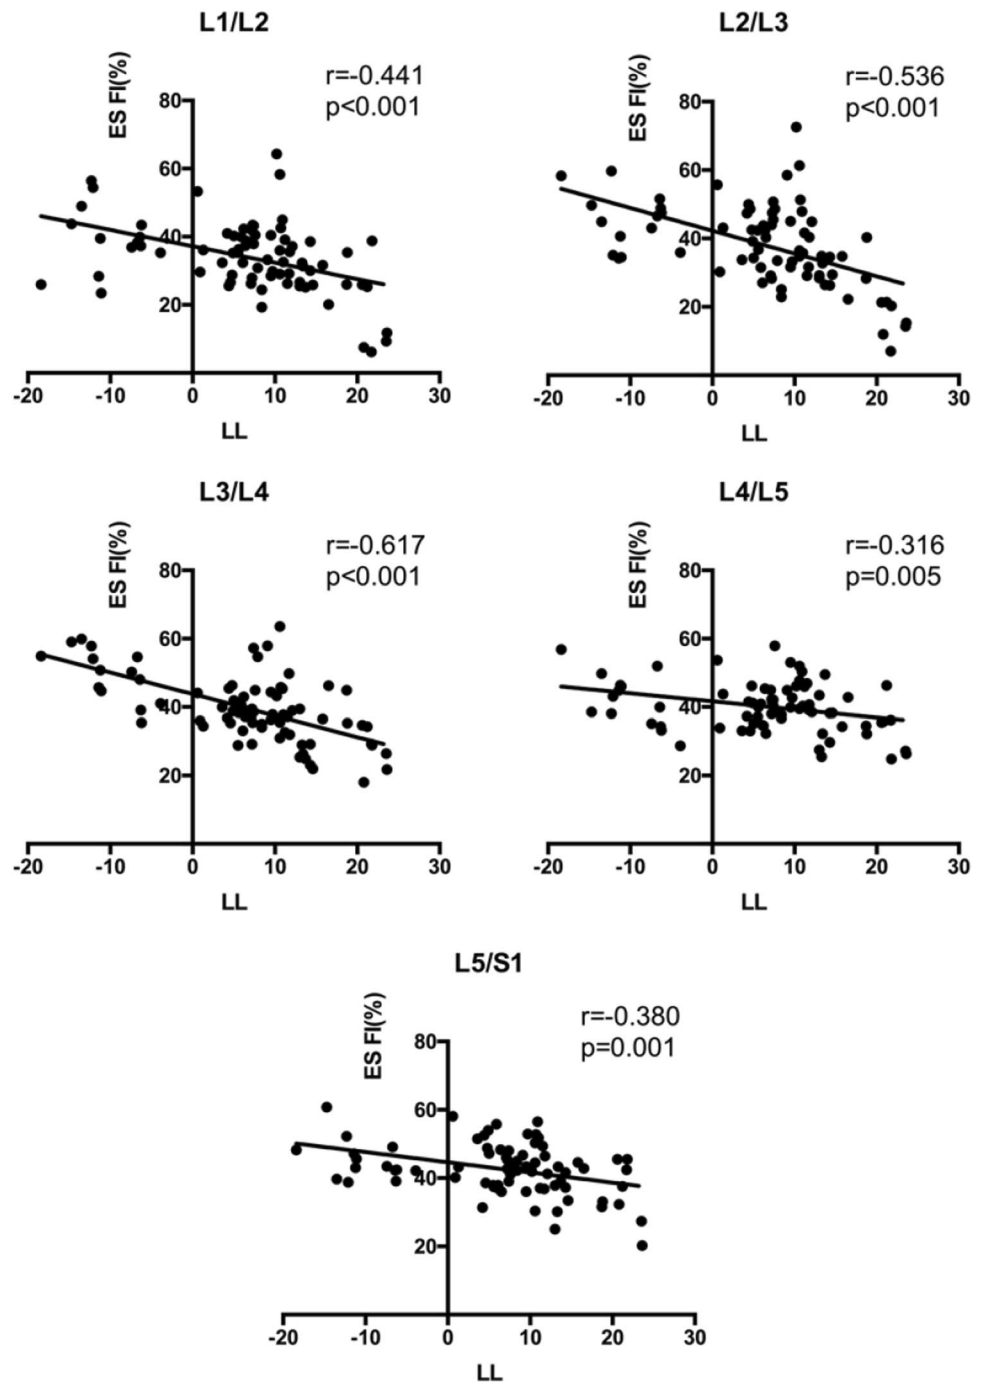 L1/L2
ES FI(%)
r=-0.441
p<0.001
80
60
40
20
-20 -10 0 10 20 30
LL
L2/L3
ES FI(%)
r=-0.536
p<0.001
80
60
40
20
-20 -10 0 10 20 30
LL
L3/L4
ES FI(%)
r=-0.617
p<0.001
80
60
40
20
-20 -10 0 10 20 30
LL
L4/L5
ES FI(%)
r=-0.316
p=0.005
80
60
40
20
-20 -10 0 10 20 30
LL
L5/S1
ES FI(%)
r=-0.380
p=0.001
80
60
40
20
-20 -10 0 10 20 30
LL